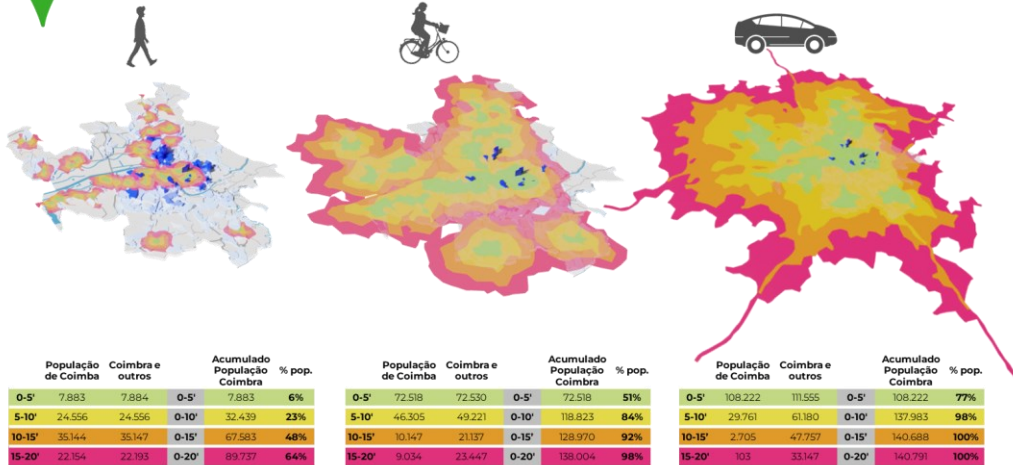 População de Coimba Coimbra e outros Acumulado População Coimbra % pop.
0-5' 7.883 7.884 0-5' 7.883 6%
5-10' 24.556 24.556 0-10' 32.439 23%
10-15' 35.144 35.147 0-15' 67.583 48%
15-20' 22.154 22.193 0-20' 89.737 64%
População de Coimba Coimbra e outros Acumulado População Coimbra % pop.
0-5' 72.518 72.530 0-5' 72.518 51%
5-10' 46.305 49.221 0-10' 118.823 84%
10-15' 10.147 21.137 0-15' 128.970 92%
15-20' 9.034 23.447 0-20' 138.004 98%
População de Coimba Coimbra e outros Acumulado População Coimbra % pop.
0-5' 108.222 111.555 0-5' 108.222 77%
5-10' 29.761 61.180 0-10' 137.983 98%
10-15' 2.705 47.757 0-15' 140.688 100%
15-20' 103 33.147 0-20' 140.791 100%